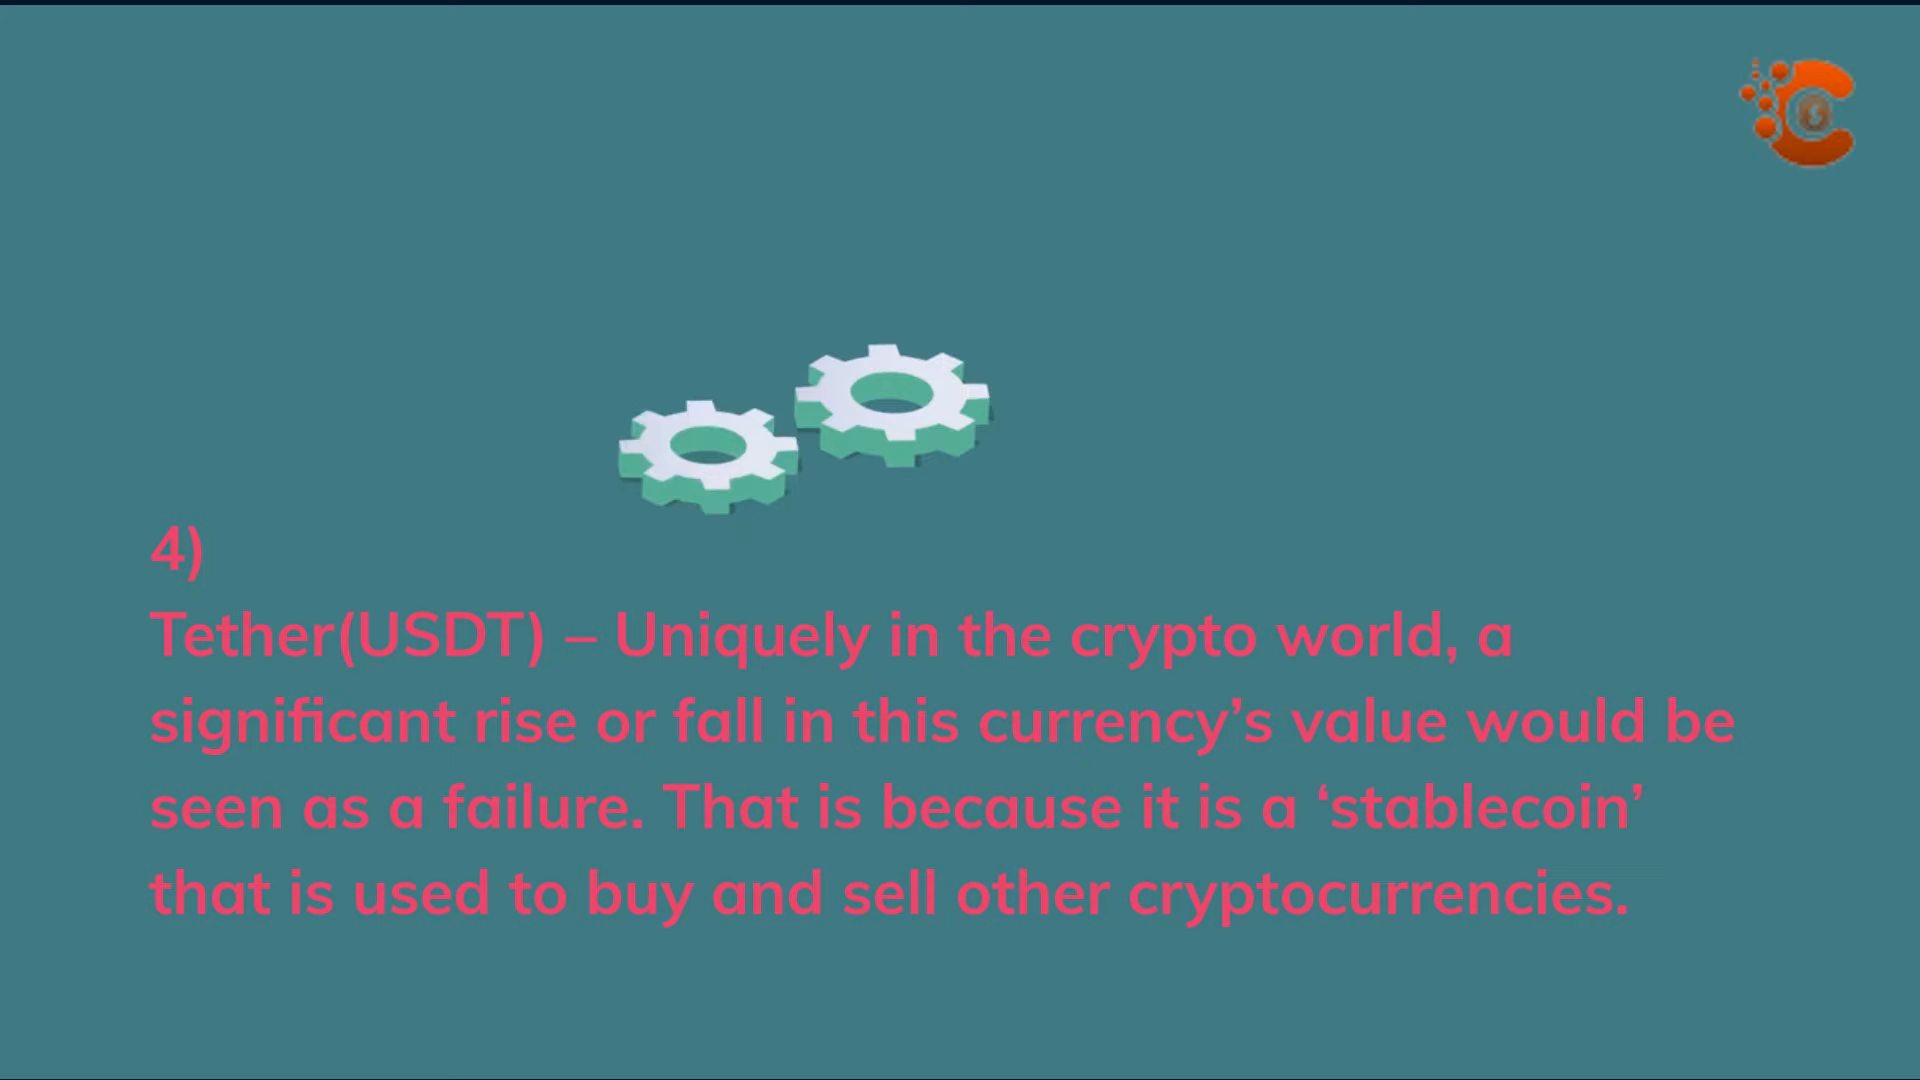 4)
Tether(USDT) – Uniquely in the crypto world, a
significant rise or fall in this currency’s value would be
seen as a failure. That is because it is a ‘stablecoin’
that is used to buy and sell other cryptocurrencies.